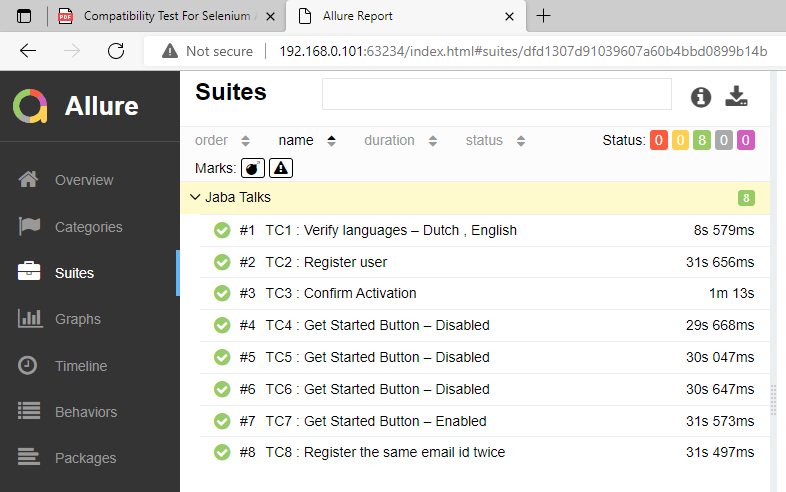 PDF Compatibility Test For Selenium
Allure Report
Not secure 192.168.0.101:63234/index.html#suites/dfd1307d91039607a60b4bbd0899b14b
Allure
Overview
Categories
Suites
Graphs
Timeline
Behaviors
Packages
Suites
order name duration status Status: 0 0 8 0 0
Marks:
Jaba Talks 8
#1 TC1 : Verify languages – Dutch , English 8s 579ms
#2 TC2 : Register user 31s 656ms
#3 TC3 : Confirm Activation 1m 13s
#4 TC4 : Get Started Button – Disabled 29s 668ms
#5 TC5 : Get Started Button – Disabled 30s 047ms
#6 TC6 : Get Started Button – Disabled 30s 647ms
#7 TC7 : Get Started Button – Enabled 31s 573ms
#8 TC8 : Register the same email id twice 31s 497ms